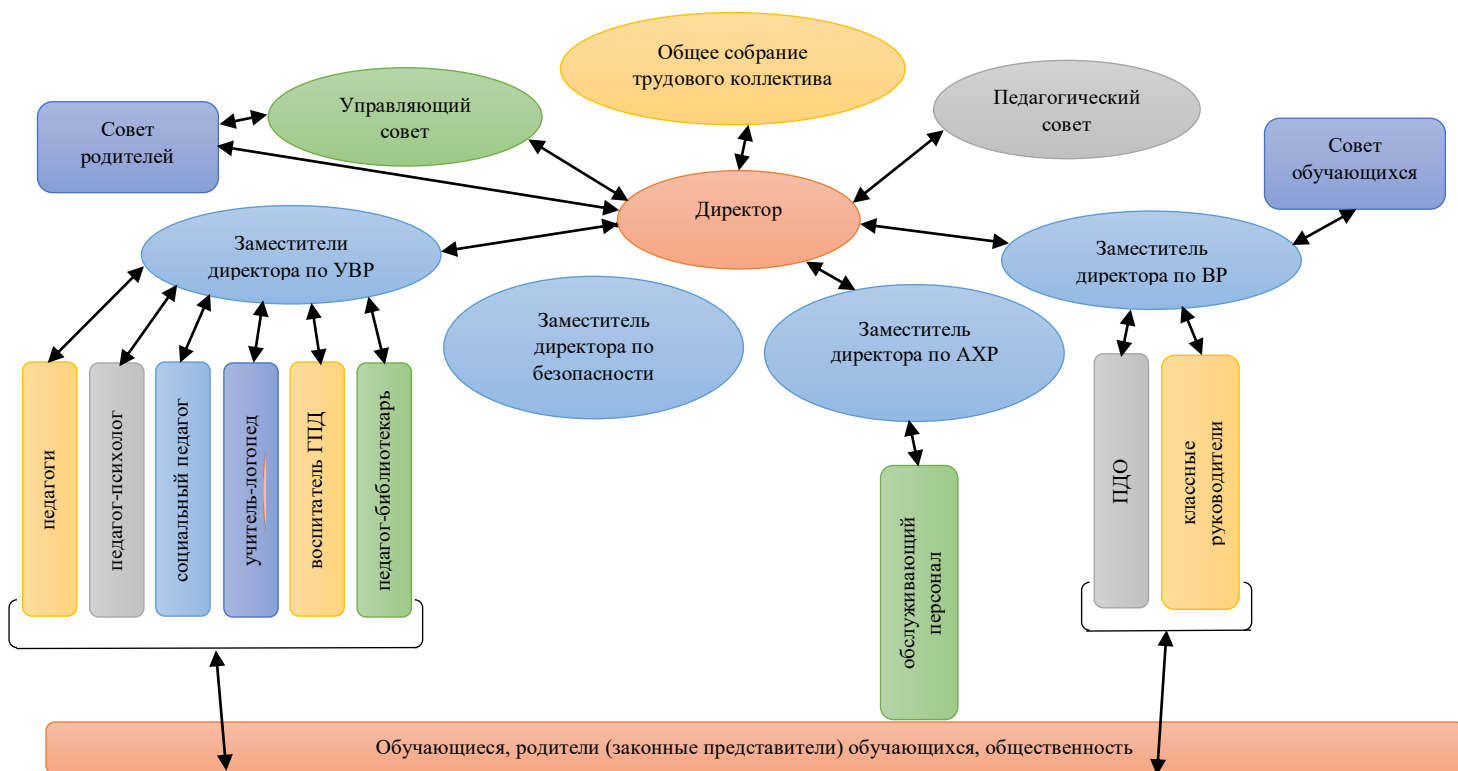 Общее собрание
трудового коллектива
Управляющий
совет
Педагогический
совет
Совет
родителей
Совет
обучающихся
Директор
Заместители
директора по УВР
Заместитель
директора по ВР
Заместитель
директора по
безопасности
Заместитель
директора по АХР
педагоги
педагог-психолог
социальный педагог
учитель-логопед
воспитатель ГПД
педагог-библиотекарь
обслуживающий
персонал
ПДО
классные
руководители
Обучающиеся, родители (законные представители) обучающихся, общественность